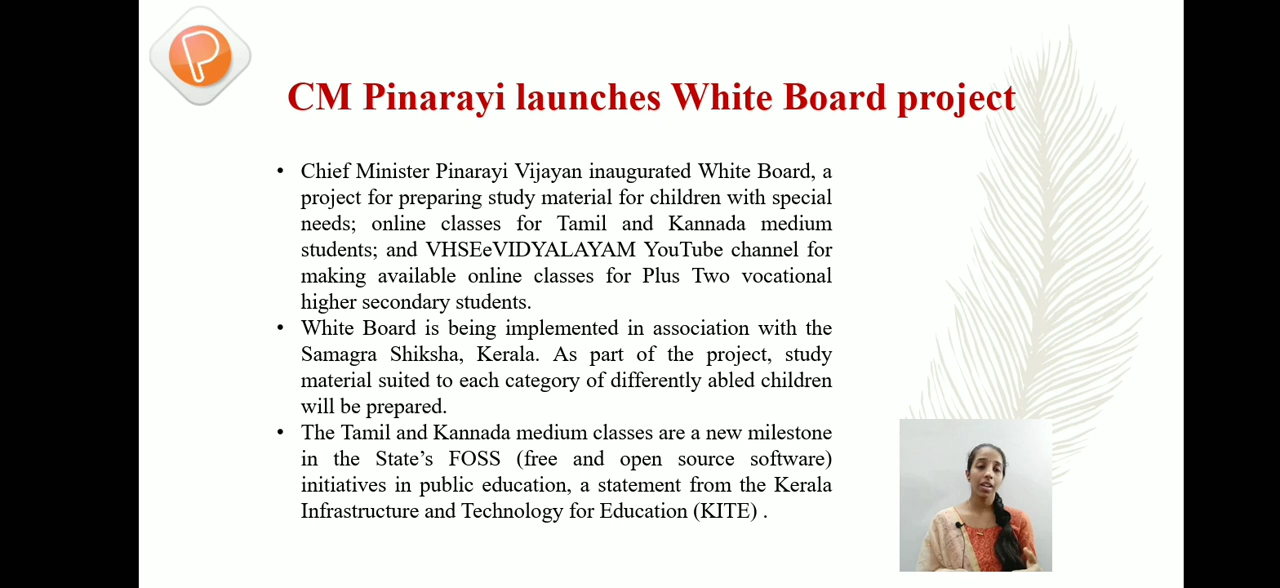 P
CM Pinarayi launches White Board project
• Chief Minister Pinarayi Vijayan inaugurated White Board, a
project for preparing study material for children with special
needs; online classes for Tamil and Kannada medium
students; and VHSEeVIDYALAYAM YouTube channel for
making available online classes for Plus Two vocational
higher secondary students.
• White Board is being implemented in association with the
Samagra Shiksha, Kerala. As part of the project, study
material suited to each category of differently abled children
will be prepared.
• The Tamil and Kannada medium classes are a new milestone
in the State’s FOSS (free and open source software)
initiatives in public education, a statement from the Kerala
Infrastructure and Technology for Education (KITE) .